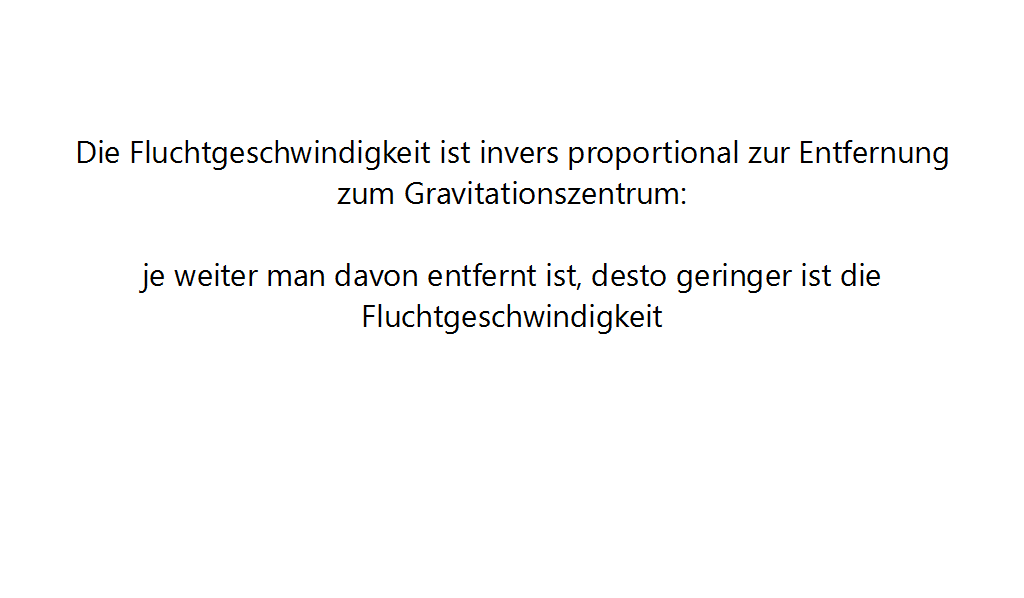 Die Fluchtgeschwindigkeit ist invers proportional zur Entfernung
zum Gravitationszentrum:
je weiter man davon entfernt ist, desto geringer ist die
Fluchtgeschwindigkeit